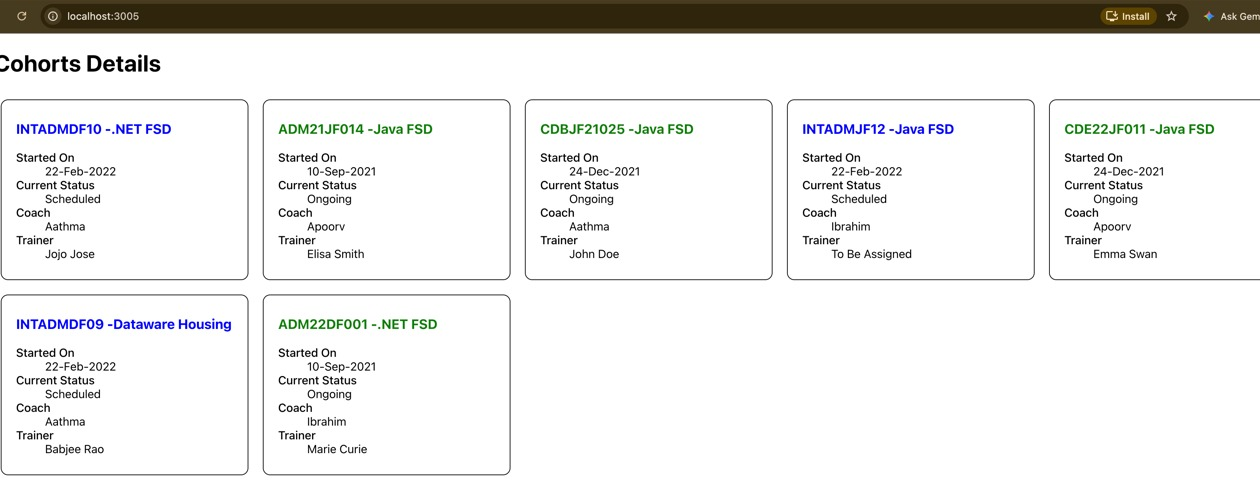 localhost:3005
Install
Ask Gem
Cohorts Details
INTADMDF10 -.NET FSD
Started On
22-Feb-2022
Current Status
Scheduled
Coach
Aathma
Trainer
Jojo Jose
ADM21JF014 -Java FSD
Started On
10-Sep-2021
Current Status
Ongoing
Coach
Apoorv
Trainer
Elisa Smith
CDBJF21025 -Java FSD
Started On
24-Dec-2021
Current Status
Ongoing
Coach
Aathma
Trainer
John Doe
INTADMJF12 -Java FSD
Started On
22-Feb-2022
Current Status
Scheduled
Coach
Ibrahim
Trainer
To Be Assigned
CDE22JF011 -Java FSD
Started On
24-Dec-2021
Current Status
Ongoing
Coach
Apoorv
Trainer
Emma Swan
INTADMDF09 -Dataware Housing
Started On
22-Feb-2022
Current Status
Scheduled
Coach
Aathma
Trainer
Babjee Rao
ADM22DF001 -.NET FSD
Started On
10-Sep-2021
Current Status
Ongoing
Coach
Ibrahim
Trainer
Marie Curie